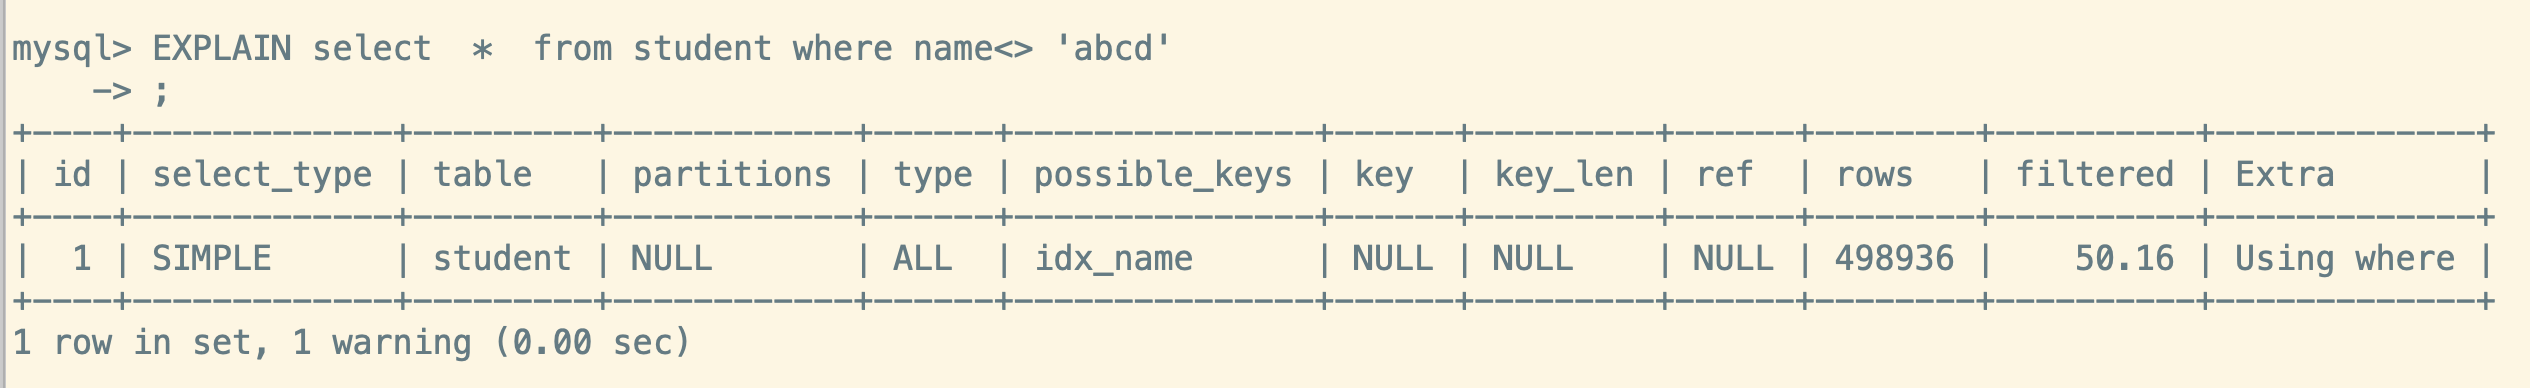 mysql> EXPLAIN select  *  from student where name<> 'abcd'
    -> ;
+----+-------------+---------+------------+------+---------------+------+---------+------+--------+----------+-------------+
| id | select_type | table   | partitions | type | possible_keys | key  | key_len | ref  | rows   | filtered | Extra       |
+----+-------------+---------+------------+------+---------------+------+---------+------+--------+----------+-------------+
|  1 | SIMPLE      | student | NULL       | ALL  | idx_name      | NULL | NULL    | NULL | 498936 |    50.16 | Using where |
+----+-------------+---------+------------+------+---------------+------+---------+------+--------+----------+-------------+
1 row in set, 1 warning (0.00 sec)